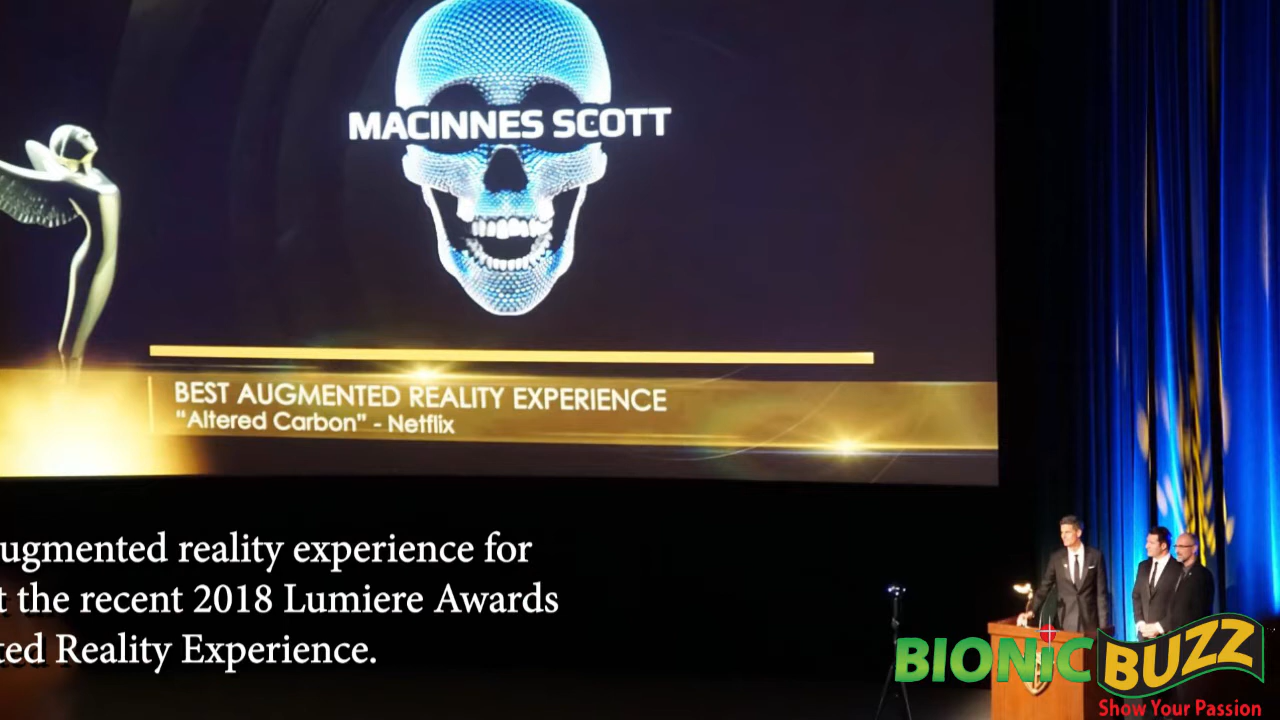 MACINNES SCOTT
BEST AUGMENTED REALITY EXPERIENCE
"Altered Carbon" - Netflix
ugmented reality experience for
the recent 2018 Lumiere Awards
ted Reality Experience.
BIONiC BUZZ
Show Your Passion